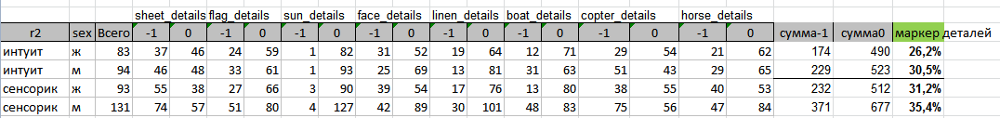 sheet_details flag_details sun_details face_details linen_details boat_details copter_details horse_details
r2 sex Всего -1 0 -1 0 -1 0 -1 0 -1 0 -1 0 -1 0 -1 0 сумма-1 сумма0 маркер деталей
интуит ж 83 37 46 24 59 1 82 31 52 19 64 12 71 29 54 21 62 174 490 26,2%
интуит м 94 46 48 33 61 1 93 25 69 13 81 31 63 51 43 29 65 229 523 30,5%
сенсорик ж 93 55 38 27 66 3 90 39 54 17 76 13 80 38 55 40 53 232 512 31,2%
сенсорик м 131 74 57 51 80 4 127 42 89 30 101 48 83 75 56 47 84 371 677 35,4%